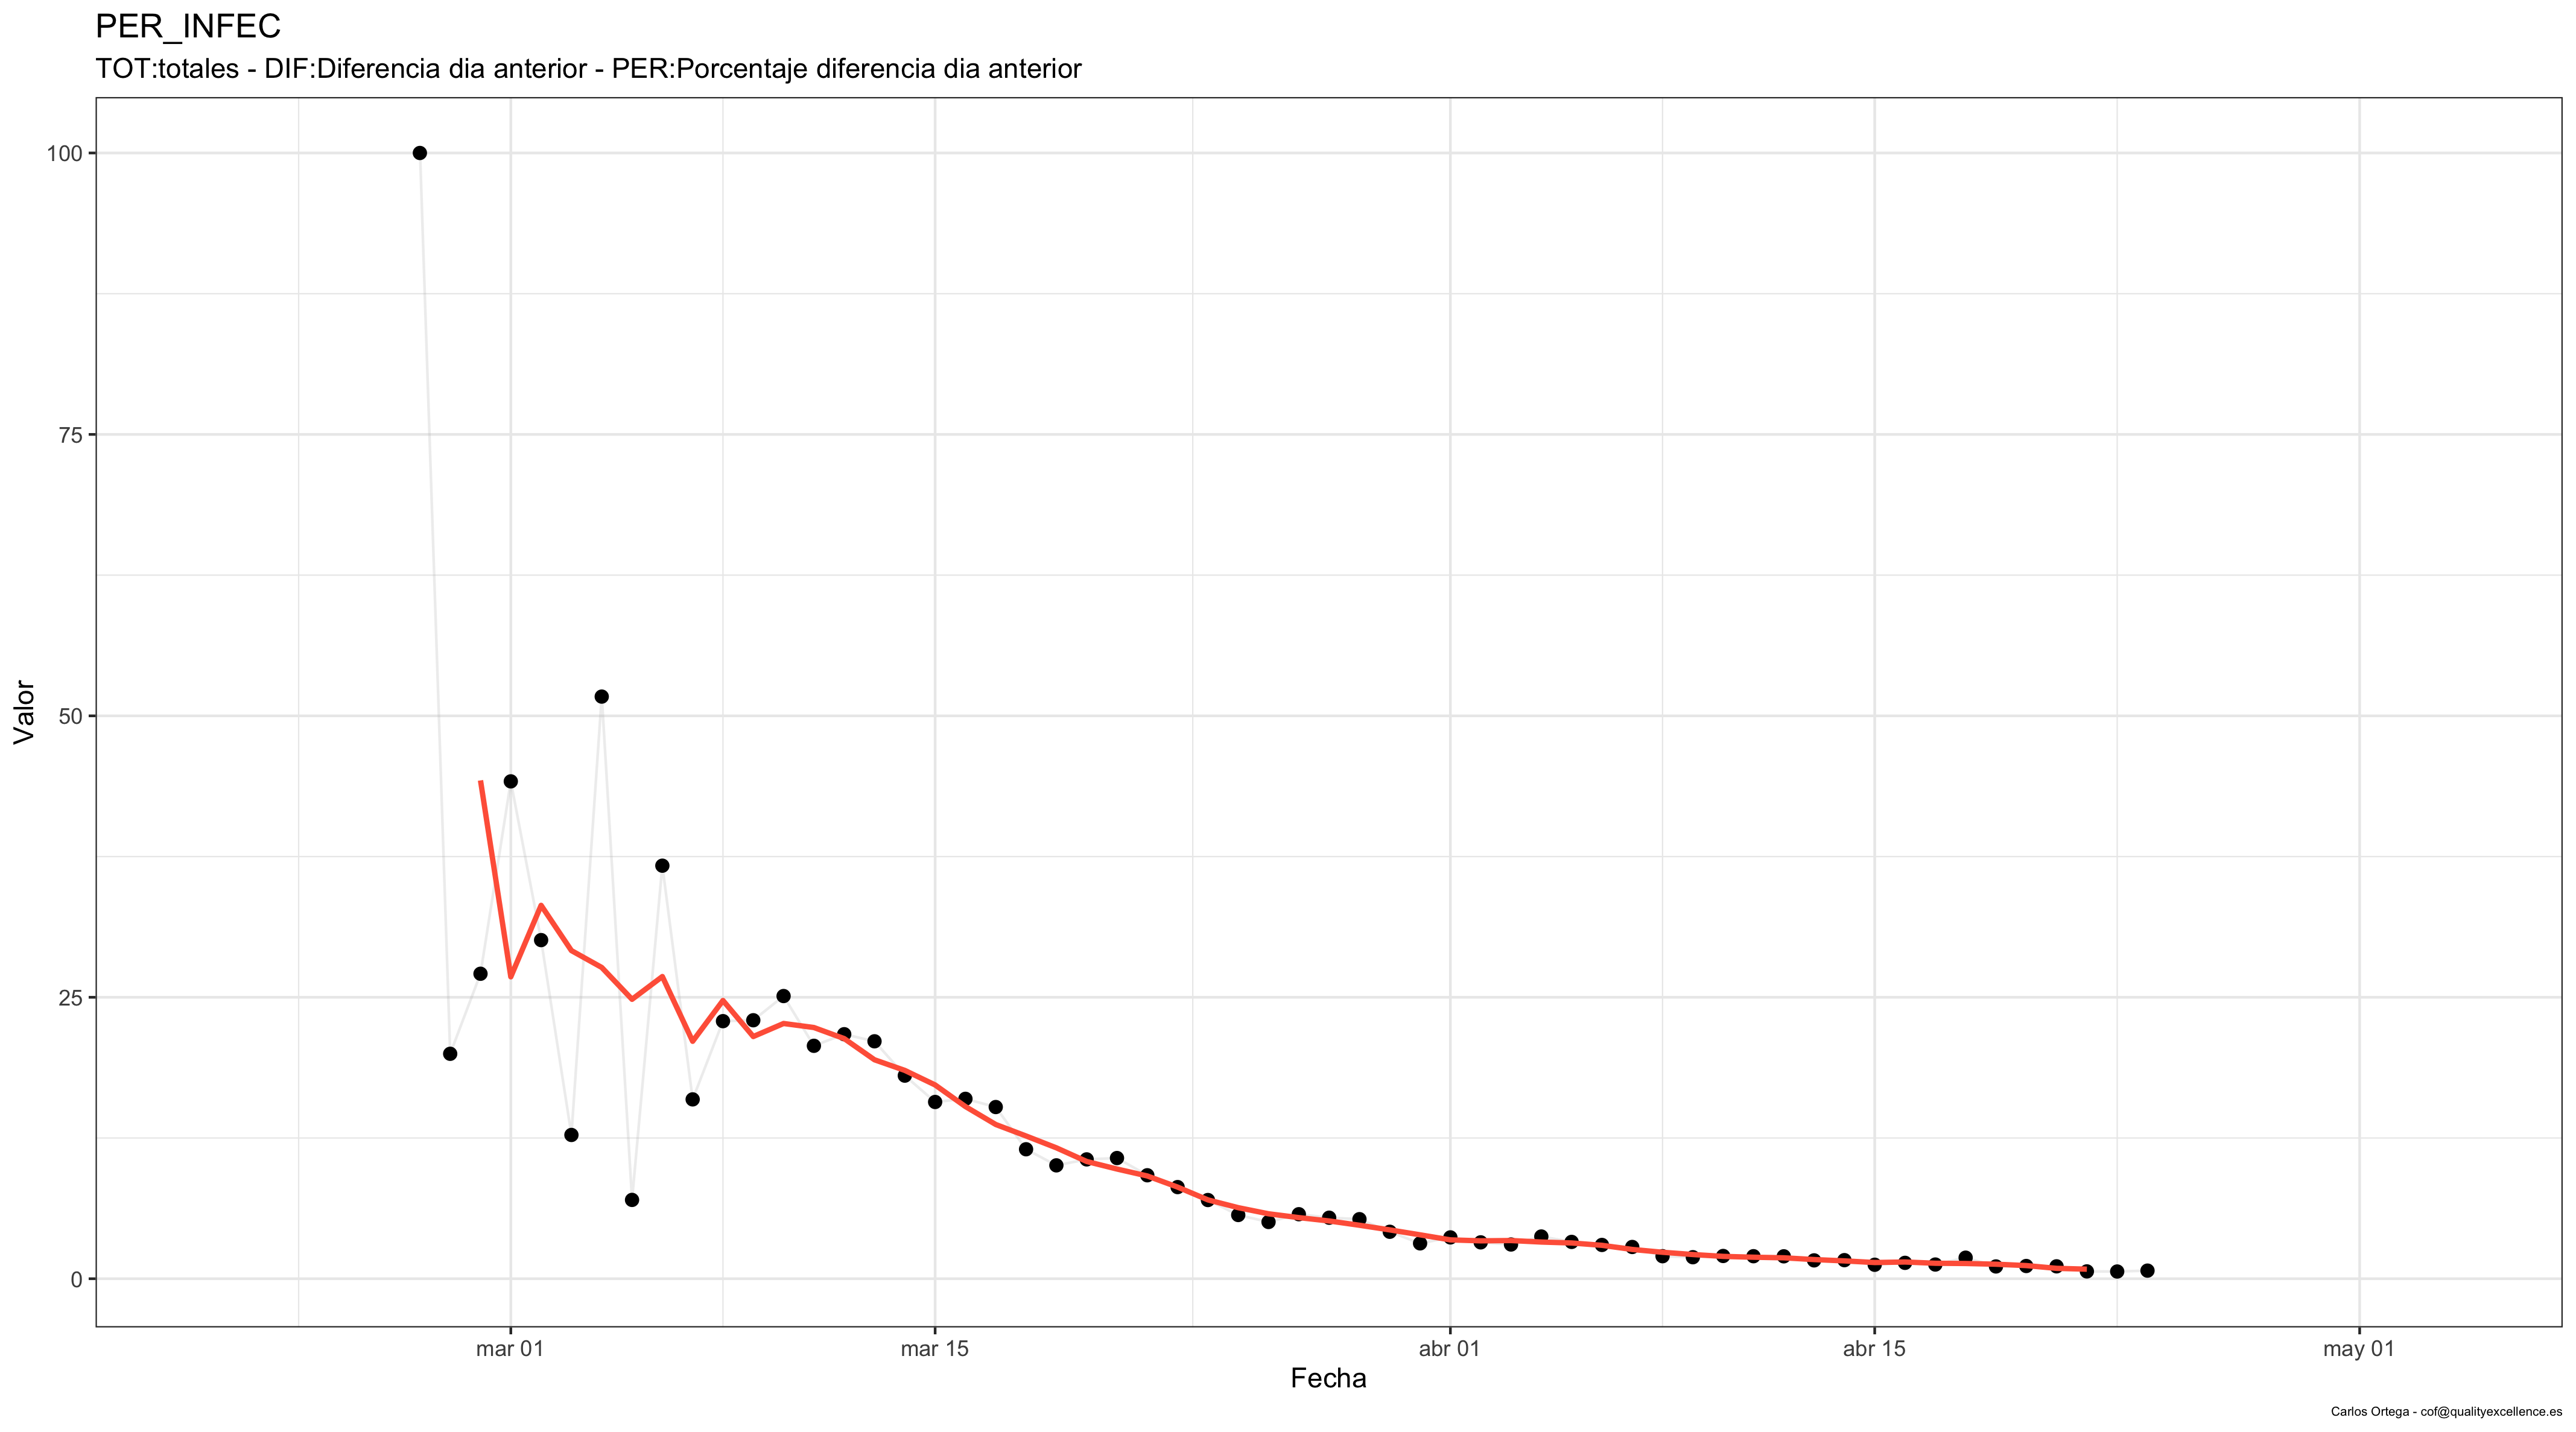 PER_INFEC
TOT:totales - DIF:Diferencia dia anterior - PER:Porcentaje diferencia dia anterior
100
75
50
25
0
Valor
mar 01
mar 15
abr 01
abr 15
may 01
Fecha
Carlos Ortega - cof@qualityexcellence.es